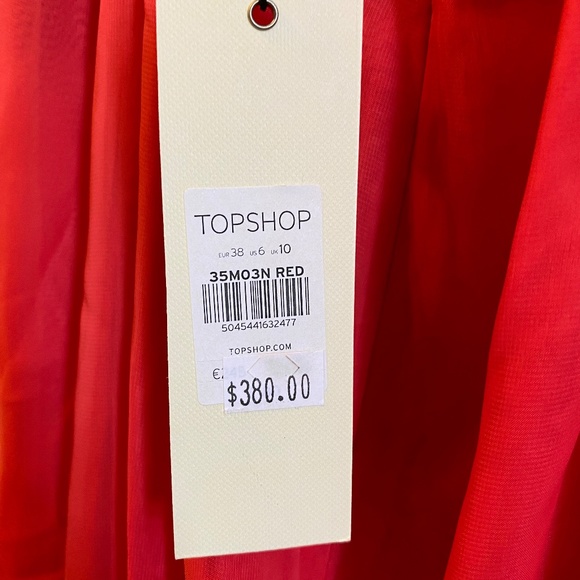 TOPSHOP
EUR 38 US 6 UK 10
35M03N RED
5045441632477
TOPSHOP.COM
€
$380.00